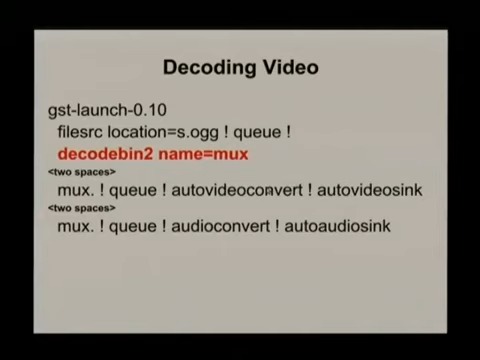 Decoding Video
gst-launch-0.10
filesrc location=s.ogg ! queue !
decodebin2 name=mux
<two spaces>
mux. ! queue ! autovideoconvert ! autovideosink
<two spaces>
mux. ! queue ! audioconvert ! autoaudiosink